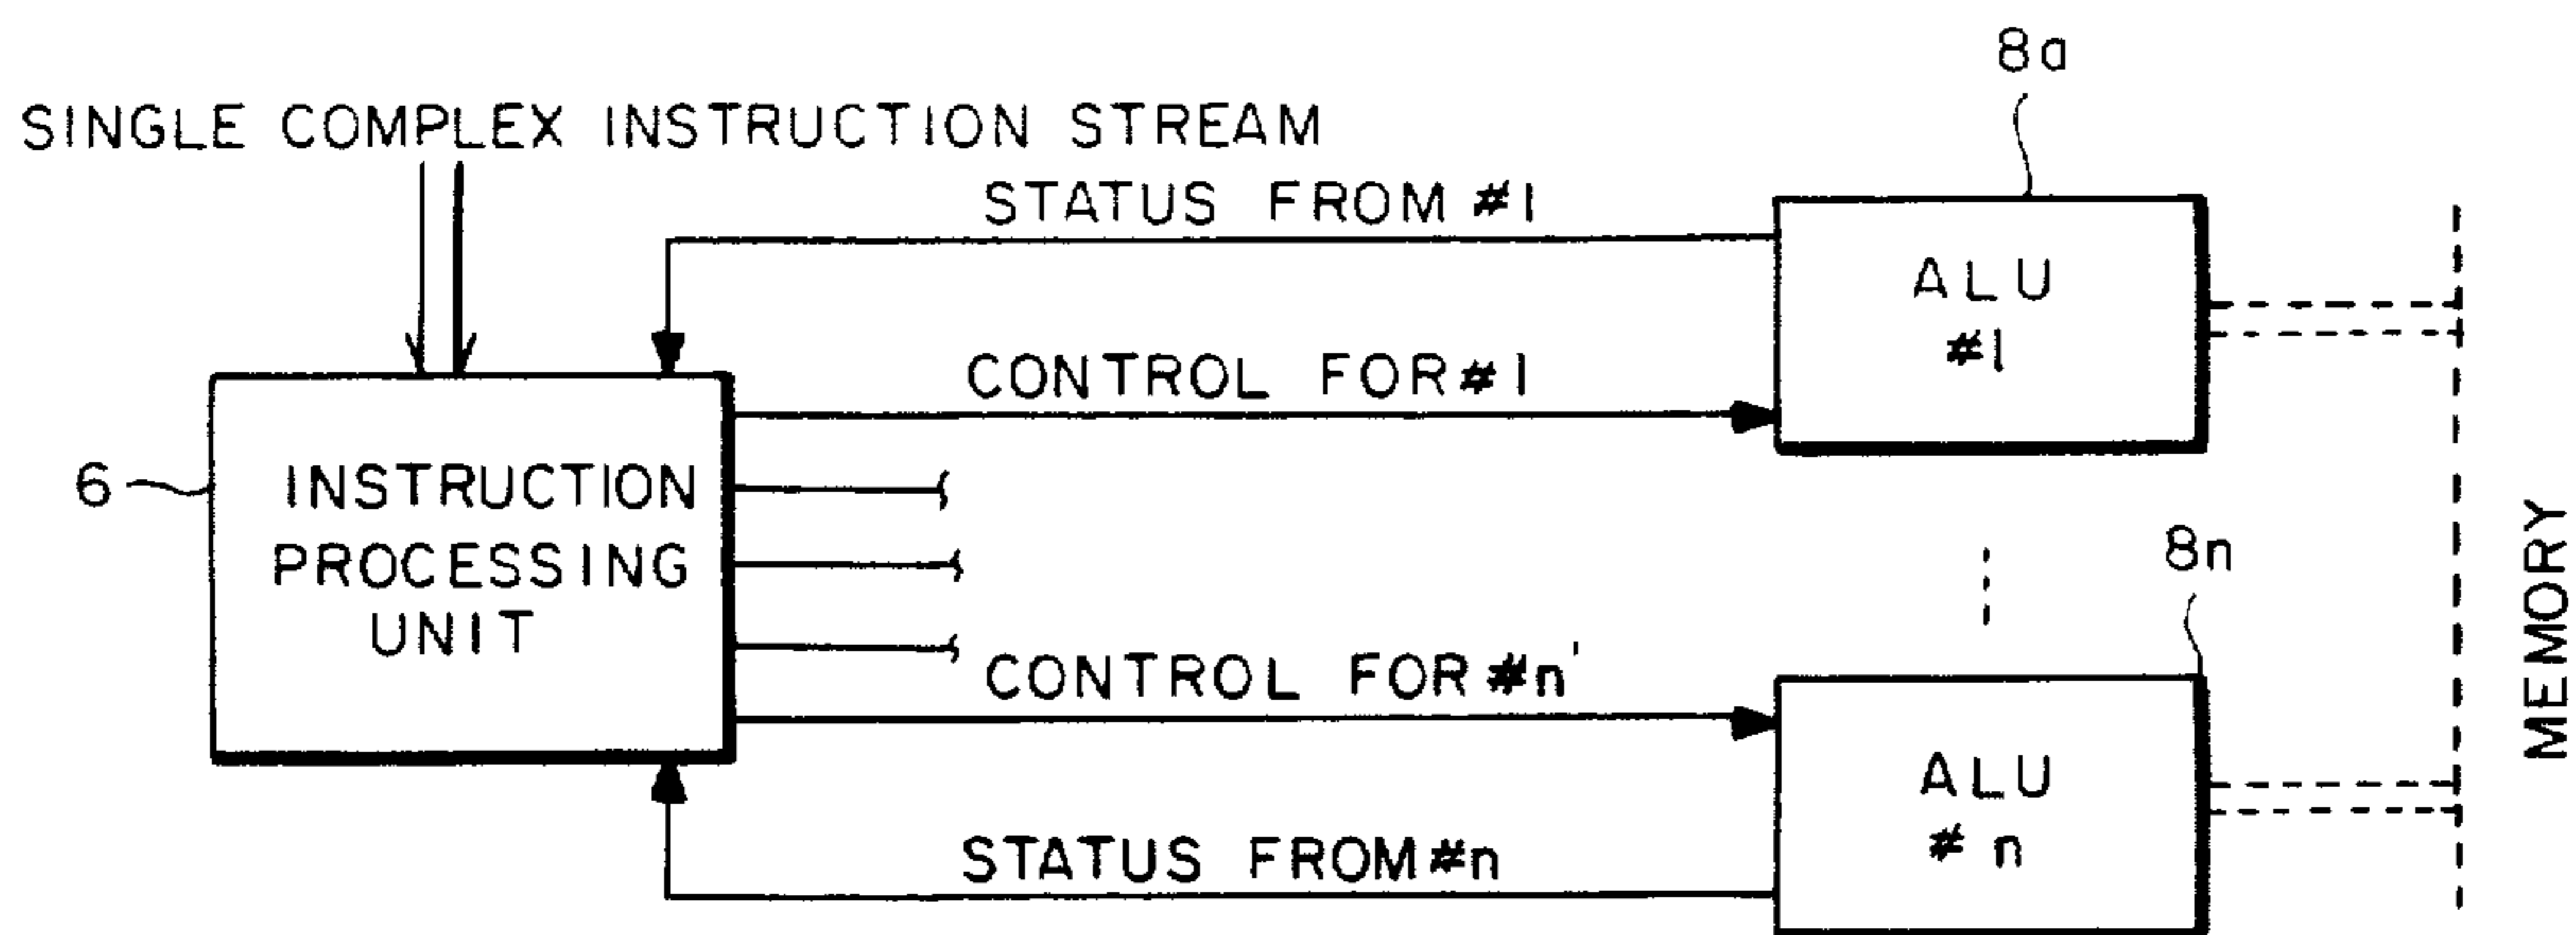 8a
SINGLE COMPLEX INSTRUCTION STREAM
STATUS FROM #1
ALU
#1
CONTROL FOR #1
6
INSTRUCTION
PROCESSING
UNIT
MEMORY
8n
CONTROL FOR #n'
ALU
# n
STATUS FROM #n